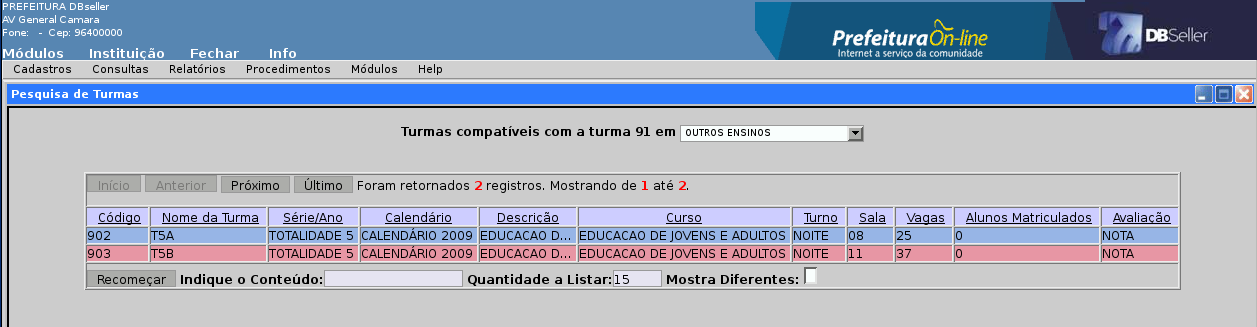 PREFEITURA DBseller
AV General Camara
Fone: - Cep: 96400000
Prefeitura On-line
Internet a serviço da comunidade
DBSeller
Módulos Instituição Fechar Info
Cadastros Consultas Relatórios Procedimentos Módulos Help
Pesquisa de Turmas
Turmas compatíveis com a turma 91 em OUTROS ENSINOS
Início Anterior Próximo Último Foram retornados 2 registros. Mostrando de 1 até 2.
Código Nome da Turma Série/Ano Calendário Descrição Curso Turno Sala Vagas Alunos Matriculados Avaliação
902 T5A TOTALIDADE 5 CALENDÁRIO 2009 EDUCACAO D... EDUCACAO DE JOVENS E ADULTOS NOITE 08 25 0 NOTA
903 T5B TOTALIDADE 5 CALENDÁRIO 2009 EDUCACAO D... EDUCACAO DE JOVENS E ADULTOS NOITE 11 37 0 NOTA
Recomeçar Indique o Conteúdo: Quantidade a Listar: 15 Mostra Diferentes: